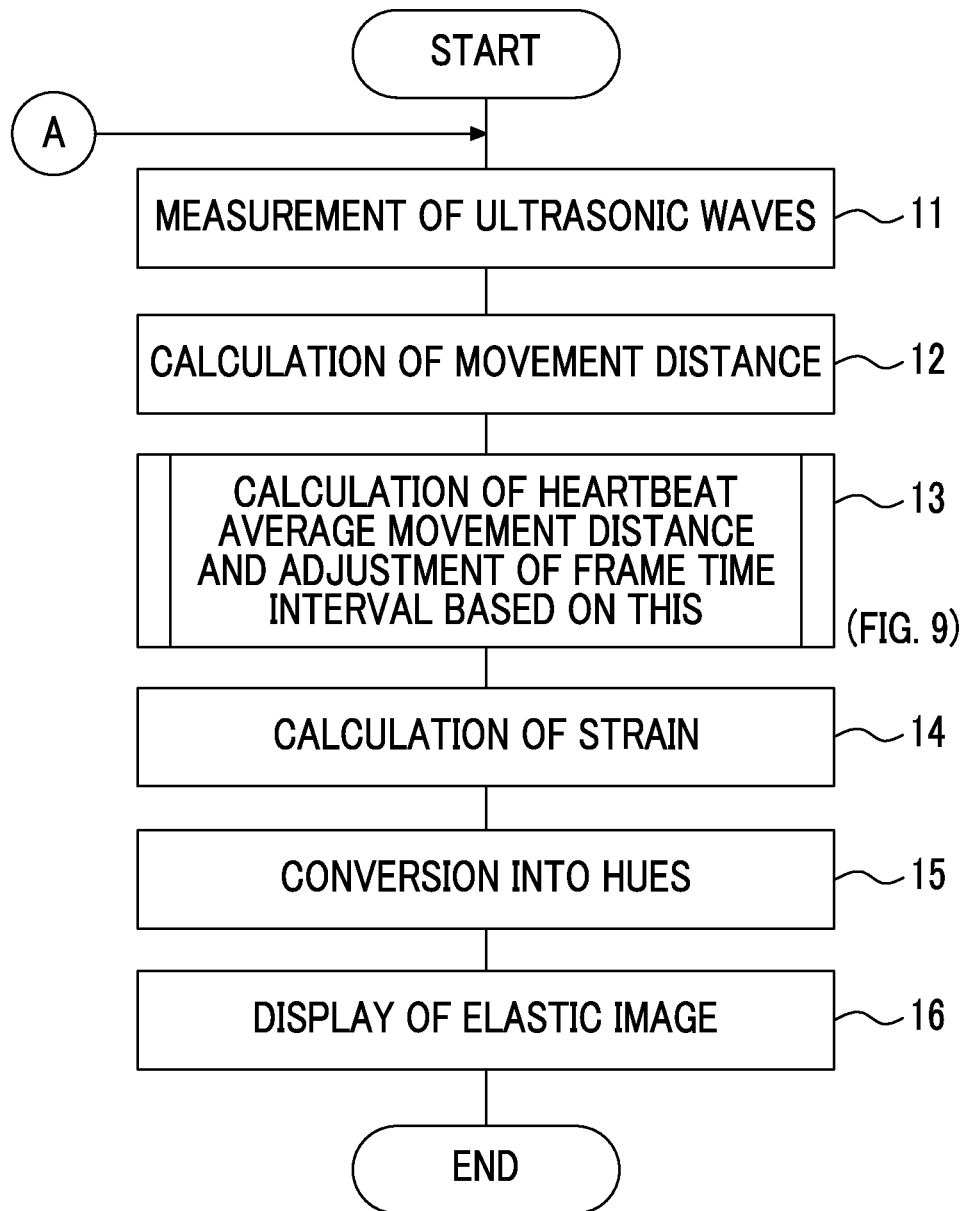 START
A
MEASUREMENT OF ULTRASONIC WAVES
11
CALCULATION OF MOVEMENT DISTANCE
12
CALCULATION OF HEARTBEAT
AVERAGE MOVEMENT DISTANCE
AND ADJUSTMENT OF FRAME TIME
INTERVAL BASED ON THIS
13
(FIG. 9)
CALCULATION OF STRAIN
14
CONVERSION INTO HUES
15
DISPLAY OF ELASTIC IMAGE
16
END